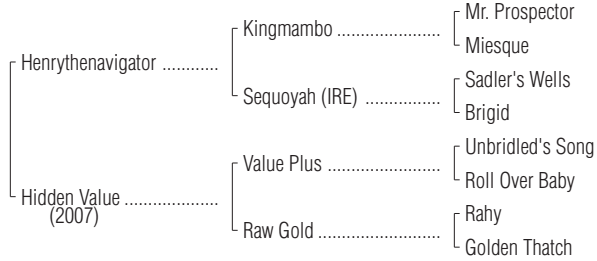 Mr. Prospector
Kingmambo ......................
Miesque
Henrythenavigator ............
Sadler's Wells
Sequoyah (IRE) ................
Brigid
Unbridled's Song
Value Plus ........................
Roll Over Baby
Hidden Value ....................
(2007)
Rahy
Raw Gold ..........................
Golden Thatch